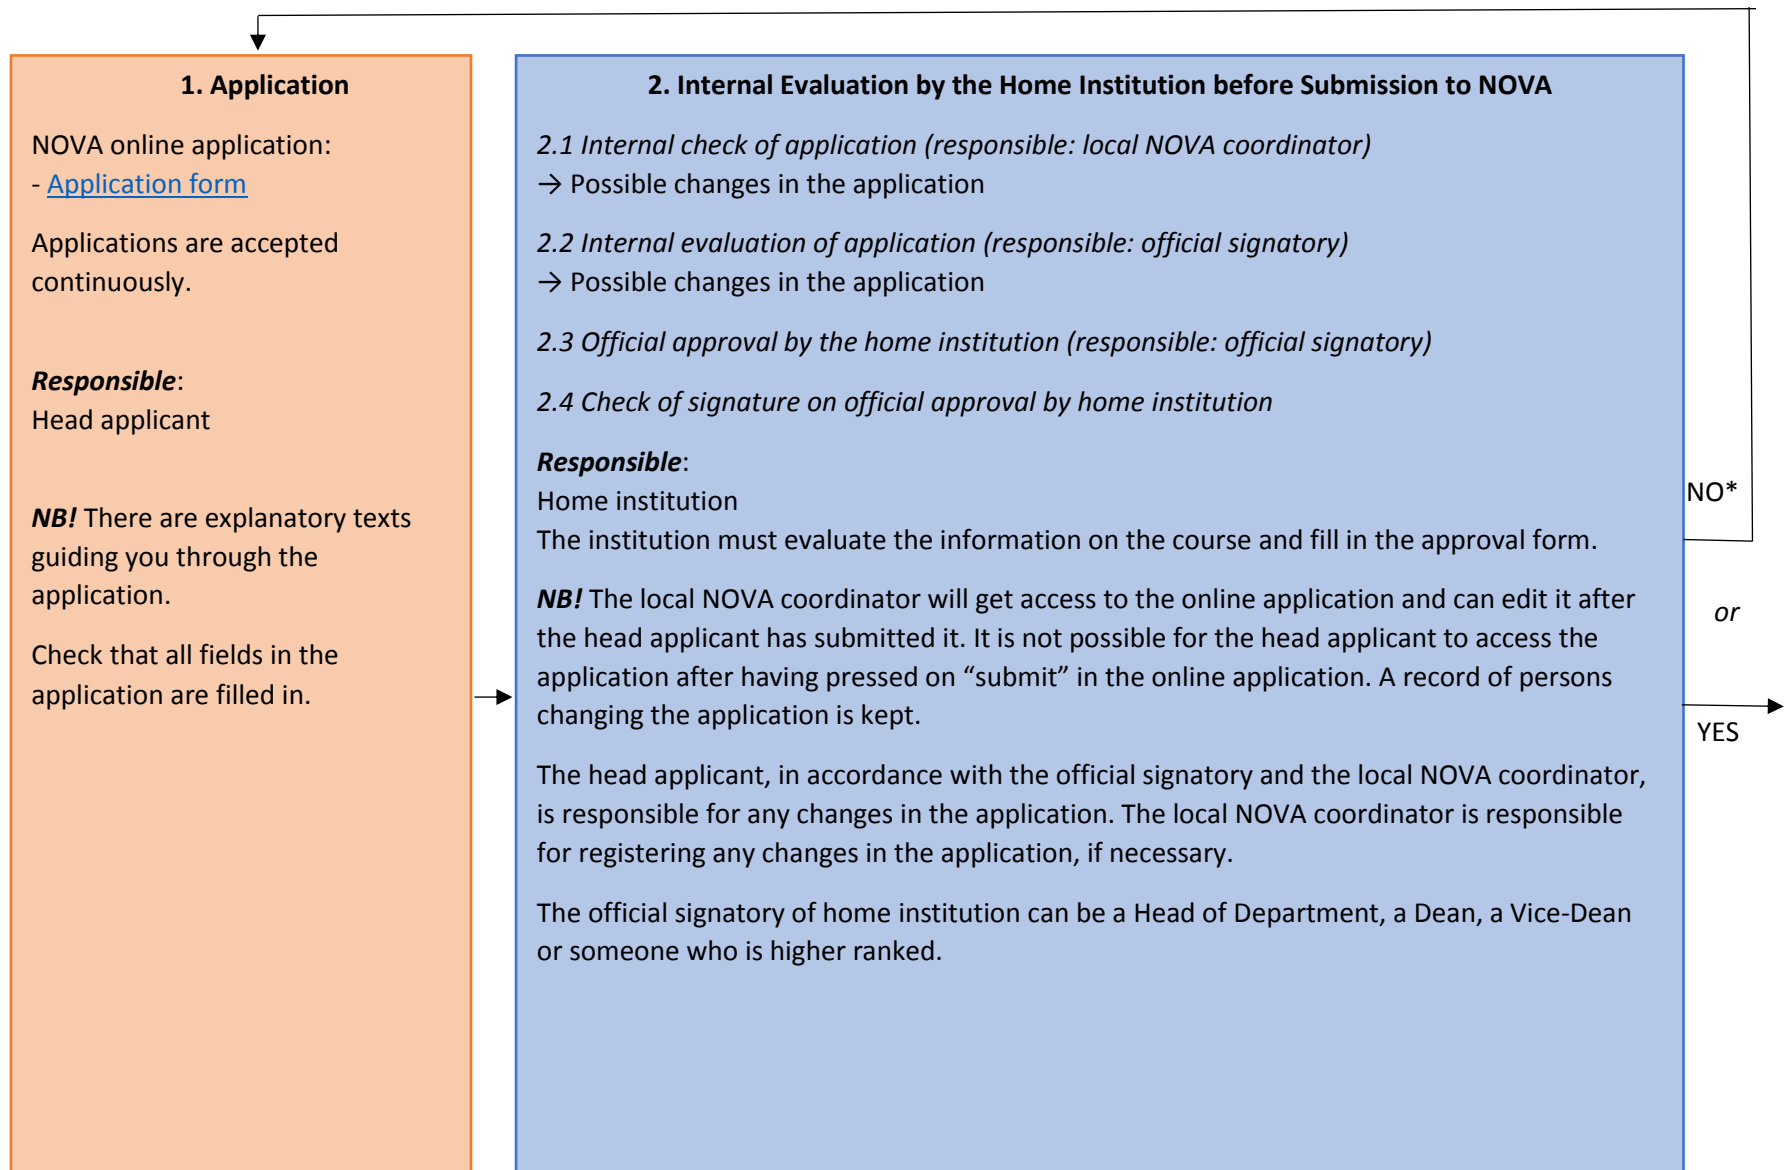 1. Application
NOVA online application:
- Application form
Applications are accepted
continuously.
Responsible:
Head applicant
NB! There are explanatory texts
guiding you through the
application.
Check that all fields in the
application are filled in.
2. Internal Evaluation by the Home Institution before Submission to NOVA
2.1 Internal check of application (responsible: local NOVA coordinator)
→ Possible changes in the application
2.2 Internal evaluation of application (responsible: official signatory)
→ Possible changes in the application
2.3 Official approval by the home institution (responsible: official signatory)
2.4 Check of signature on official approval by home institution
Responsible:
Home institution
The institution must evaluate the information on the course and fill in the approval form.
NB! The local NOVA coordinator will get access to the online application and can edit it after
the head applicant has submitted it. It is not possible for the head applicant to access the
application after having pressed on “submit” in the online application. A record of persons
changing the application is kept.
The head applicant, in accordance with the official signatory and the local NOVA coordinator,
is responsible for any changes in the application. The local NOVA coordinator is responsible
for registering any changes in the application, if necessary.
The official signatory of home institution can be a Head of Department, a Dean, a Vice-Dean
or someone who is higher ranked.
NO*
or
YES